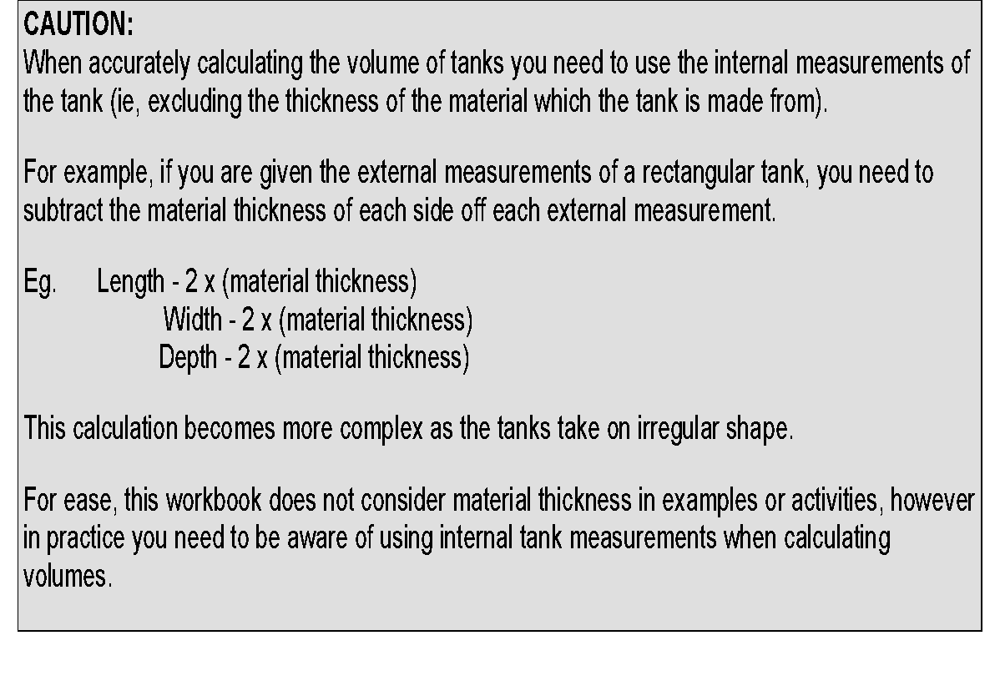 CAUTION:
When accurately calculating the volume of tanks you need to use the internal measurements of
the tank (ie, excluding the thickness of the material which the tank is made from).
For example, if you are given the external measurements of a rectangular tank, you need to
subtract the material thickness of each side off each external measurement.
Eg. Length - 2 x (material thickness)
Width - 2 x (material thickness)
Depth - 2 x (material thickness)
This calculation becomes more complex as the tanks take on irregular shape.
For ease, this workbook does not consider material thickness in examples or activities, however
in practice you need to be aware of using internal tank measurements when calculating
volumes.